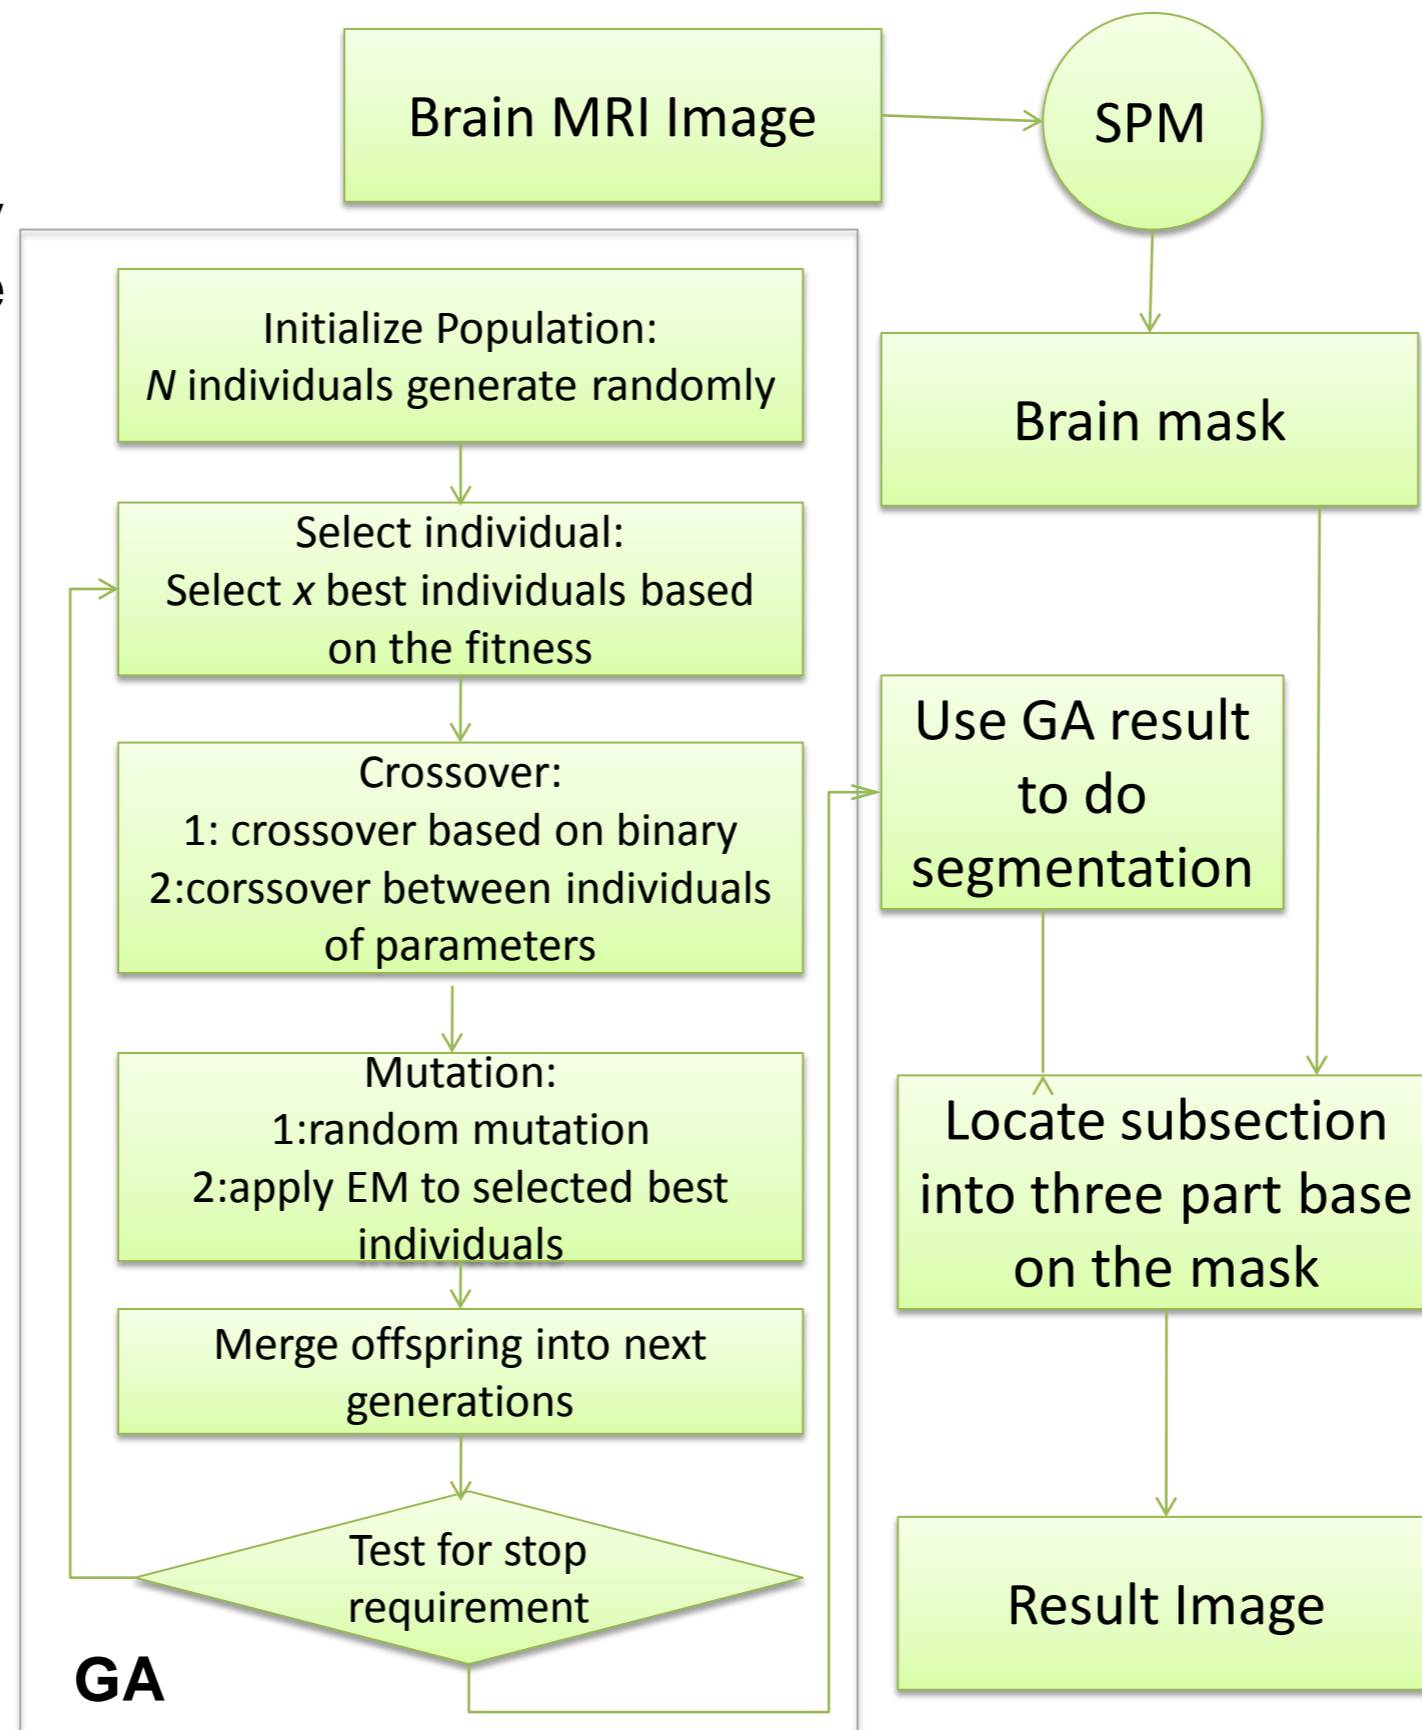 Brain MRI Image
SPM
Initialize Population:
N individuals generate randomly
Select individual:
Select x best individuals based
on the fitness
Crossover:
1: crossover based on binary
2:corssover between individuals
of parameters
Mutation:
1:random mutation
2:apply EM to selected best
individuals
Merge offspring into next
generations
Test for stop
requirement
GA
Brain mask
Use GA result
to do
segmentation
Locate subsection
into three part base
on the mask
Result Image